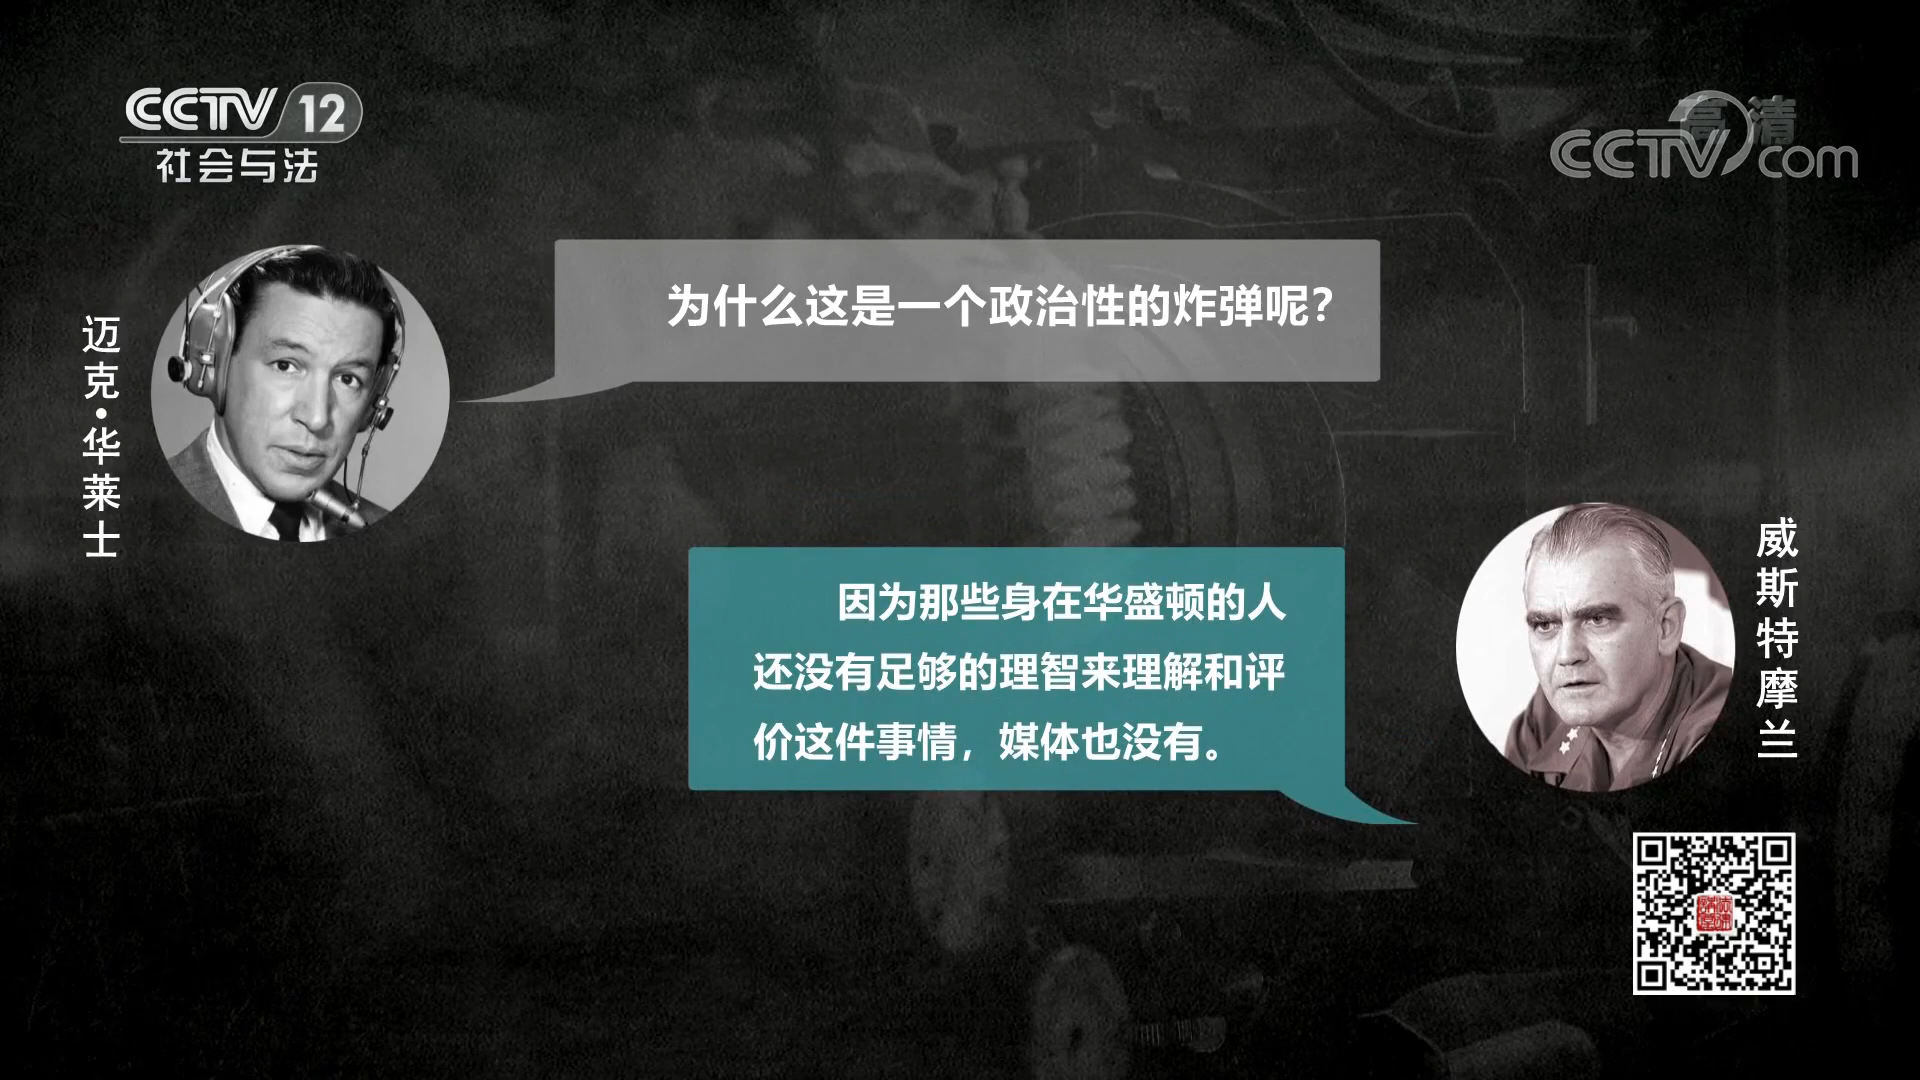 CCTV 12
社会与法
高清
CCTV.com
迈克·华莱士
为什么这是一个政治性的炸弹呢？
因为那些身在华盛顿的人
还没有足够的理智来理解和评
价这件事情，媒体也没有。
威斯特摩兰